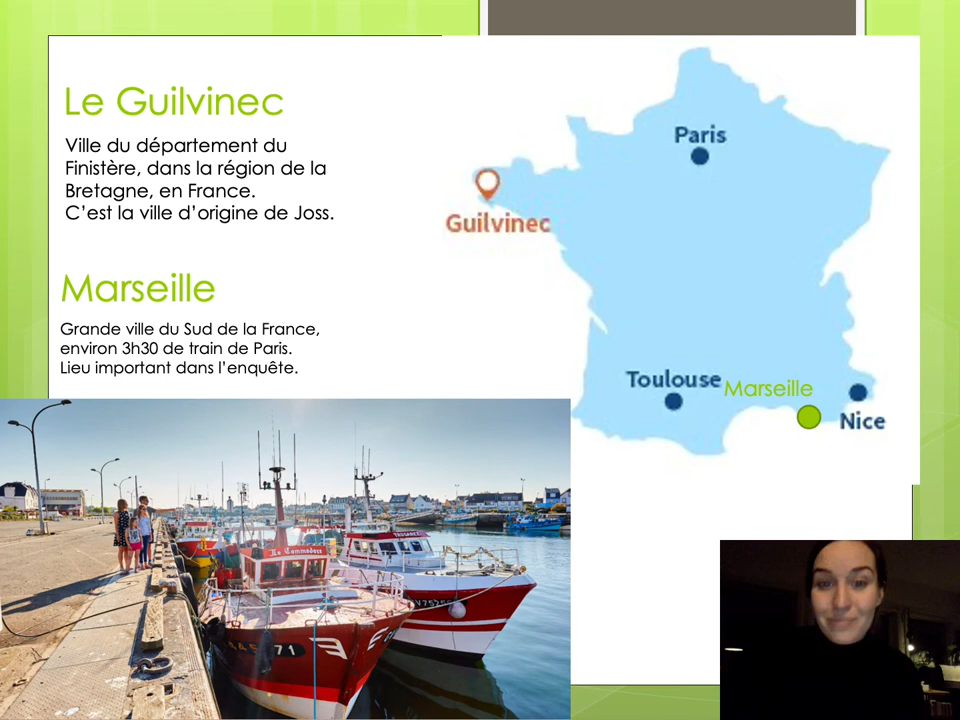 Le Guilvinec
Ville du département du
Finistère, dans la région de la
Bretagne, en France.
C'est la ville d'origine de Joss.
Marseille
Grande ville du Sud de la France,
environ 3h30 de train de Paris.
Lieu important dans l'enquête.
Paris
Guilvinec
Toulouse
Marseille
Nice